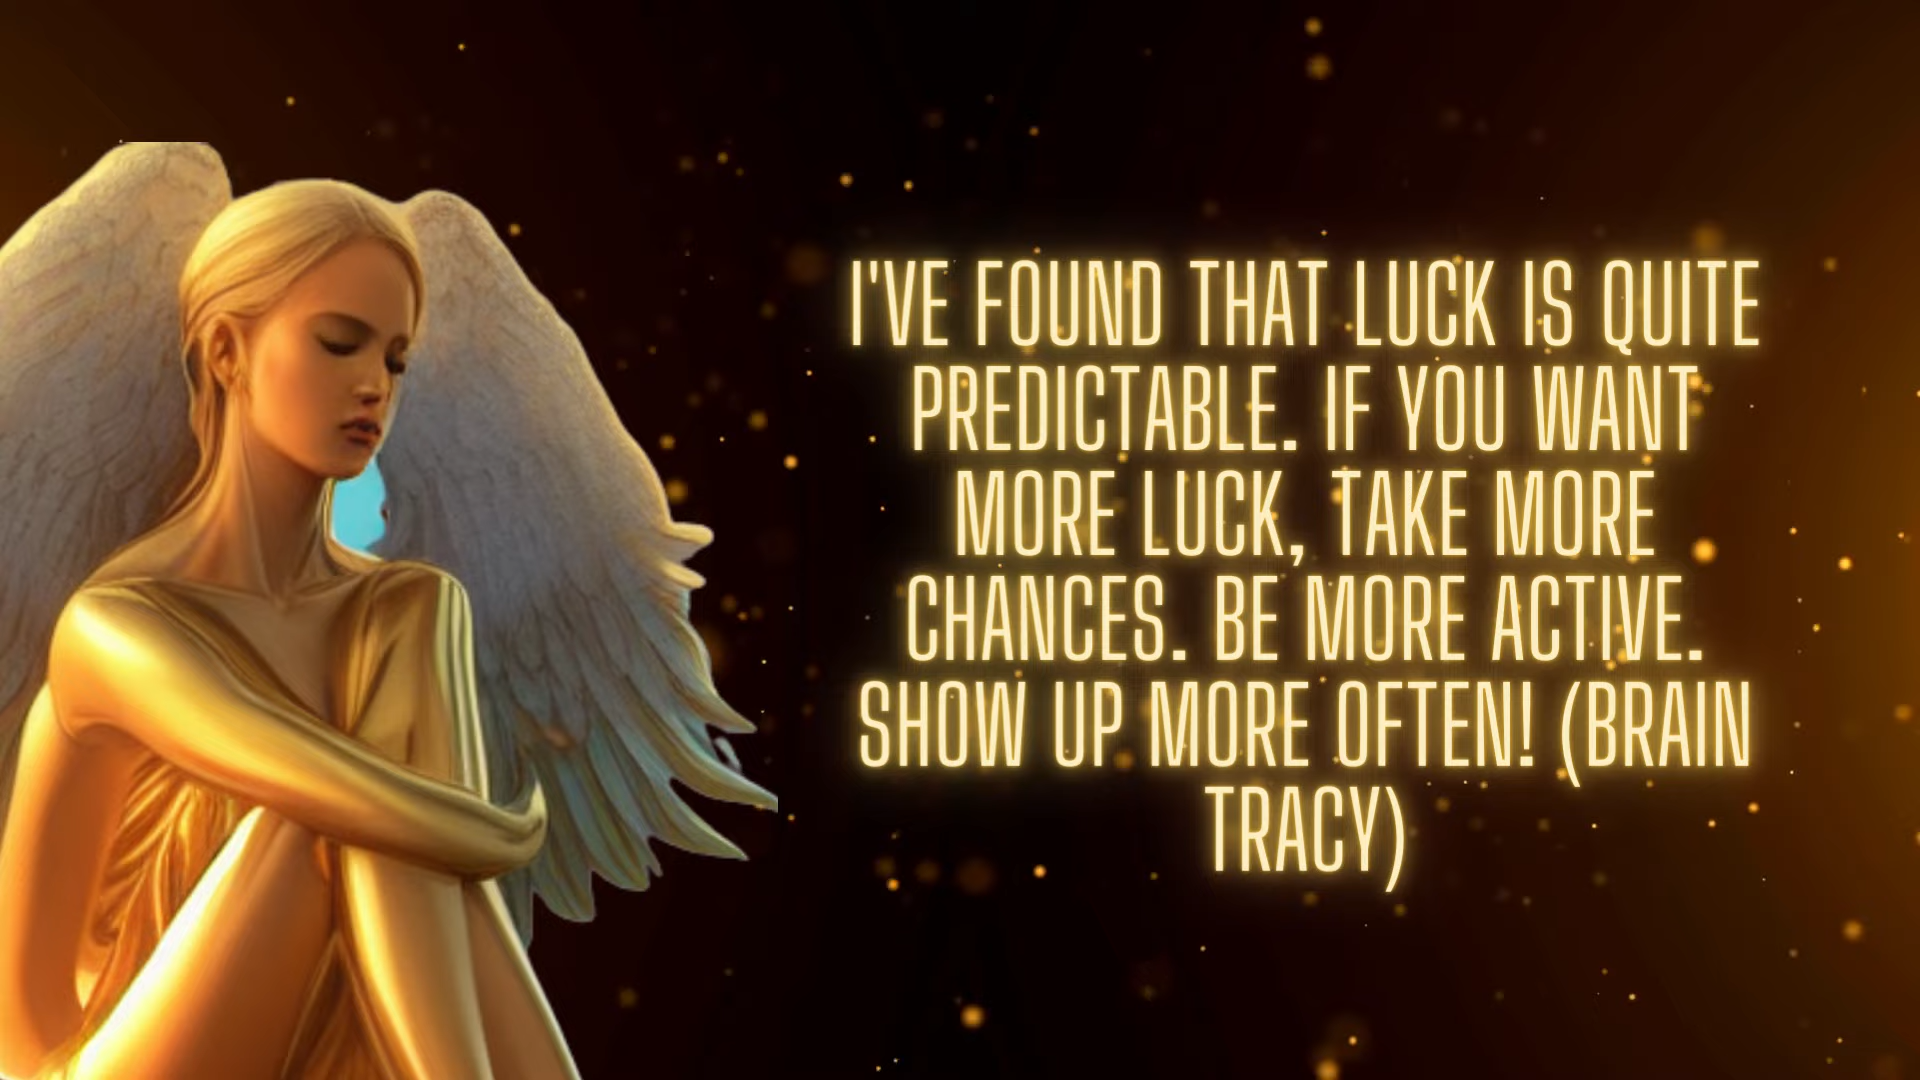 I'VE FOUND THAT LUCK IS QUITE
PREDICTABLE. IF YOU WANT
MORE LUCK, TAKE MORE
CHANCES. BE MORE ACTIVE.
SHOW UP MORE OFTEN! (BRAIN
TRACY)